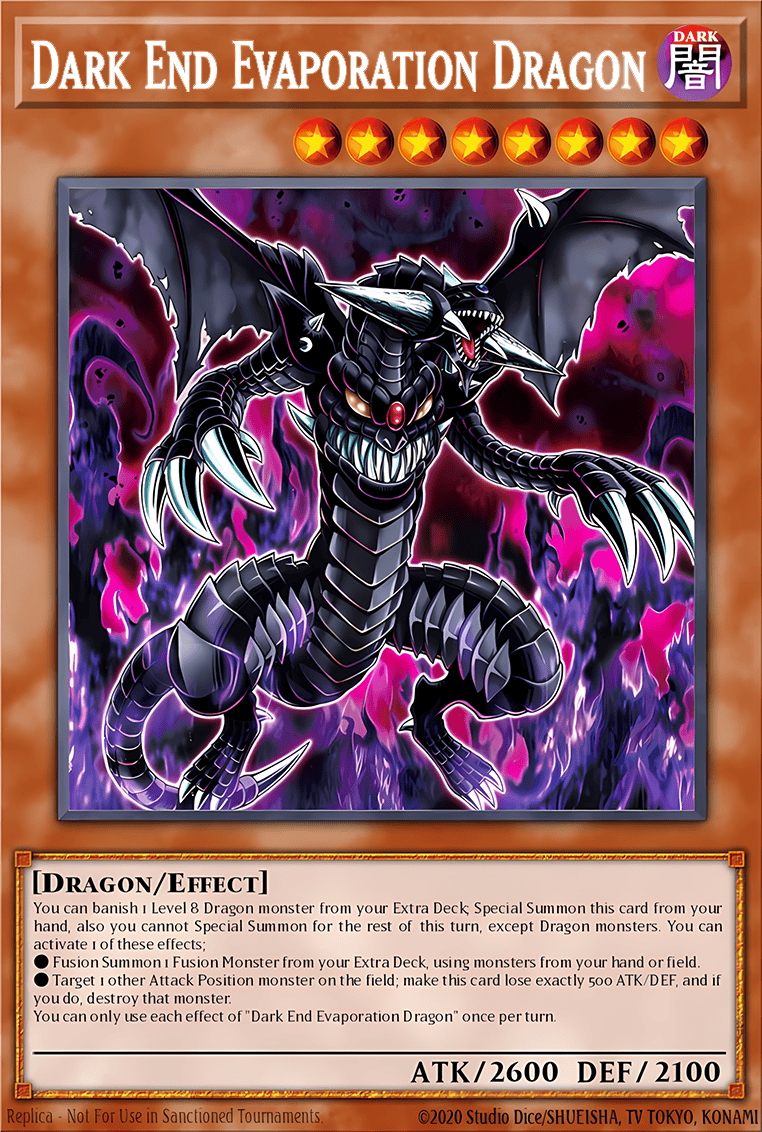 Dark End Evaporation Dragon
DARK
闇
[Dragon/Effect]
You can banish 1 Level 8 Dragon monster from your Extra Deck; Special Summon this card from your
hand, also you cannot Special Summon for the rest of this turn, except Dragon monsters. You can
activate 1 of these effects;
● Fusion Summon 1 Fusion Monster from your Extra Deck, using monsters from your hand or field.
● Target 1 other Attack Position monster on the field; make this card lose exactly 500 ATK/DEF, and if
you do, destroy that monster.
You can only use each effect of "Dark End Evaporation Dragon" once per turn.
ATK/2600 DEF/2100
Replica - Not For Use in Sanctioned Tournaments.
©2020 Studio Dice/SHUEISHA, TV TOKYO, KONAMI